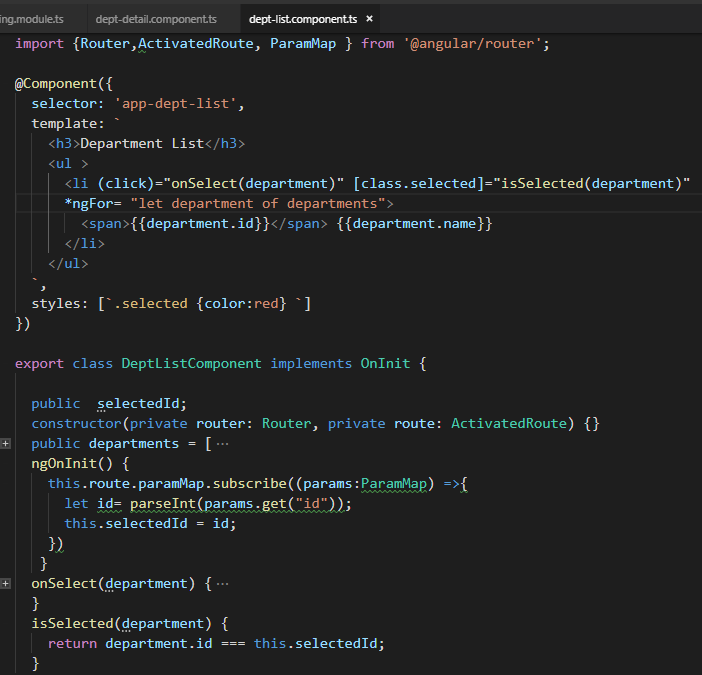 ing.module.ts dept-detail.component.ts dept-list.component.ts ×
import {Router,ActivatedRoute, ParamMap } from '@angular/router';
@Component({
  selector: 'app-dept-list',
  template: `
    <h3>Department List</h3>
    <ul >
      <li (click)="onSelect(department)" [class.selected]="isSelected(department)"
      *ngFor= "let department of departments">
        <span>{{department.id}}</span> {{department.name}}
      </li>
    </ul>
  `,
  styles: [`.selected {color:red} `]
})
export class DeptListComponent implements OnInit {
  public  selectedId;
  constructor(private router: Router, private route: ActivatedRoute) {}
  public departments = [ ···
  ngOnInit() {
    this.route.paramMap.subscribe((params:ParamMap) =>{
      let id= parseInt(params.get("id"));
      this.selectedId = id;
    })
   }
  onSelect(department) { ···
  }
  isSelected(department) {
    return department.id === this.selectedId;
  }